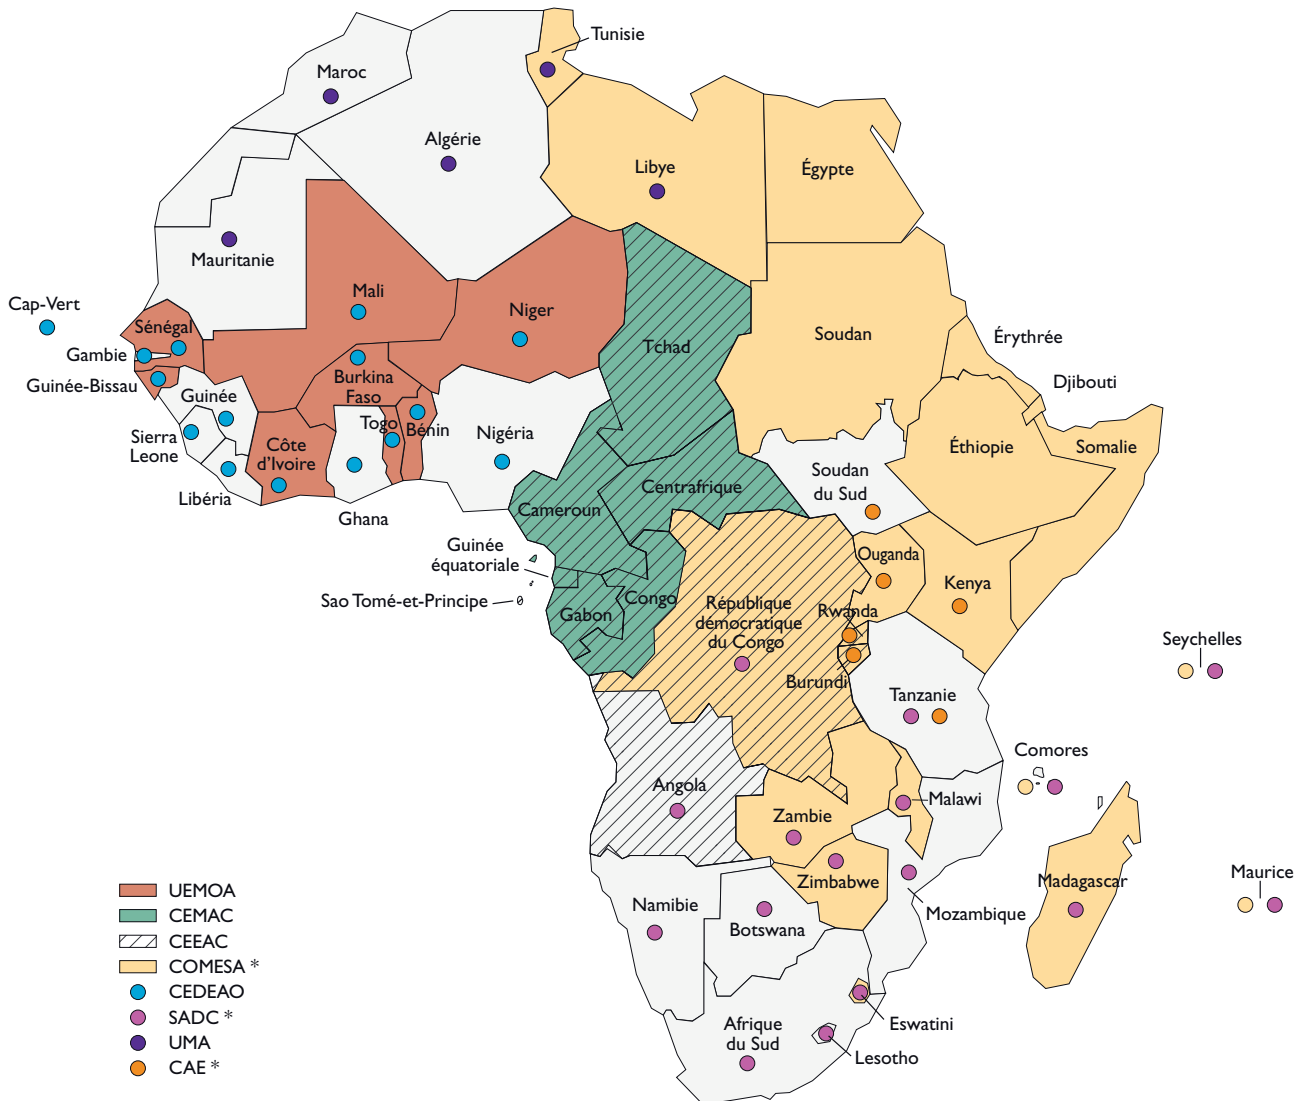 Tunisie
Maroc
Algérie
Libye
Égypte
Mauritanie
Cap-Vert
Mali
Niger
Sénégal
Tchad
Soudan
Érythrée
Gambie
Djibouti
Guinée-Bissau
Burkina
Faso
Guinée
Togo
Bénin
Nigéria
Sierra
Leone
Côte
d'Ivoire
Éthiopie
Somalie
Soudan
du Sud
Centrafrique
Libéria
Ghana
Cameroun
Guinée
équatoriale
Ouganda
Kenya
Sao Tomé-et-Principe
Gabon
Congo
République
démocratique
du Congo
Rwanda
Seychelles
Burundi
Tanzanie
Comores
Angola
Malawi
Zambie
Zimbabwe
Madagascar
Maurice
Namibie
Botswana
Mozambique
Afrique
du Sud
Eswatini
Lesotho
UEMOA
CEMAC
CEEAC
COMESA *
CEDEAO
SADC *
UMA
CAE *